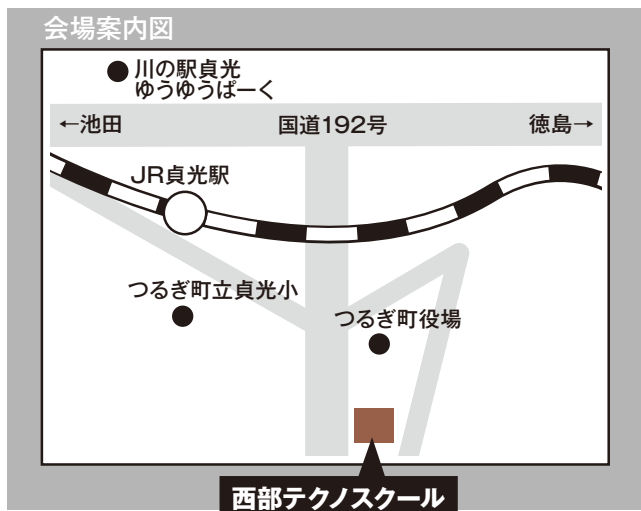 会場案内図
川の駅貞光
ゆうゆうぱーく
←池田
国道192号
徳島→
JR貞光駅
つるぎ町立貞光小
つるぎ町役場
西部テクノスクール